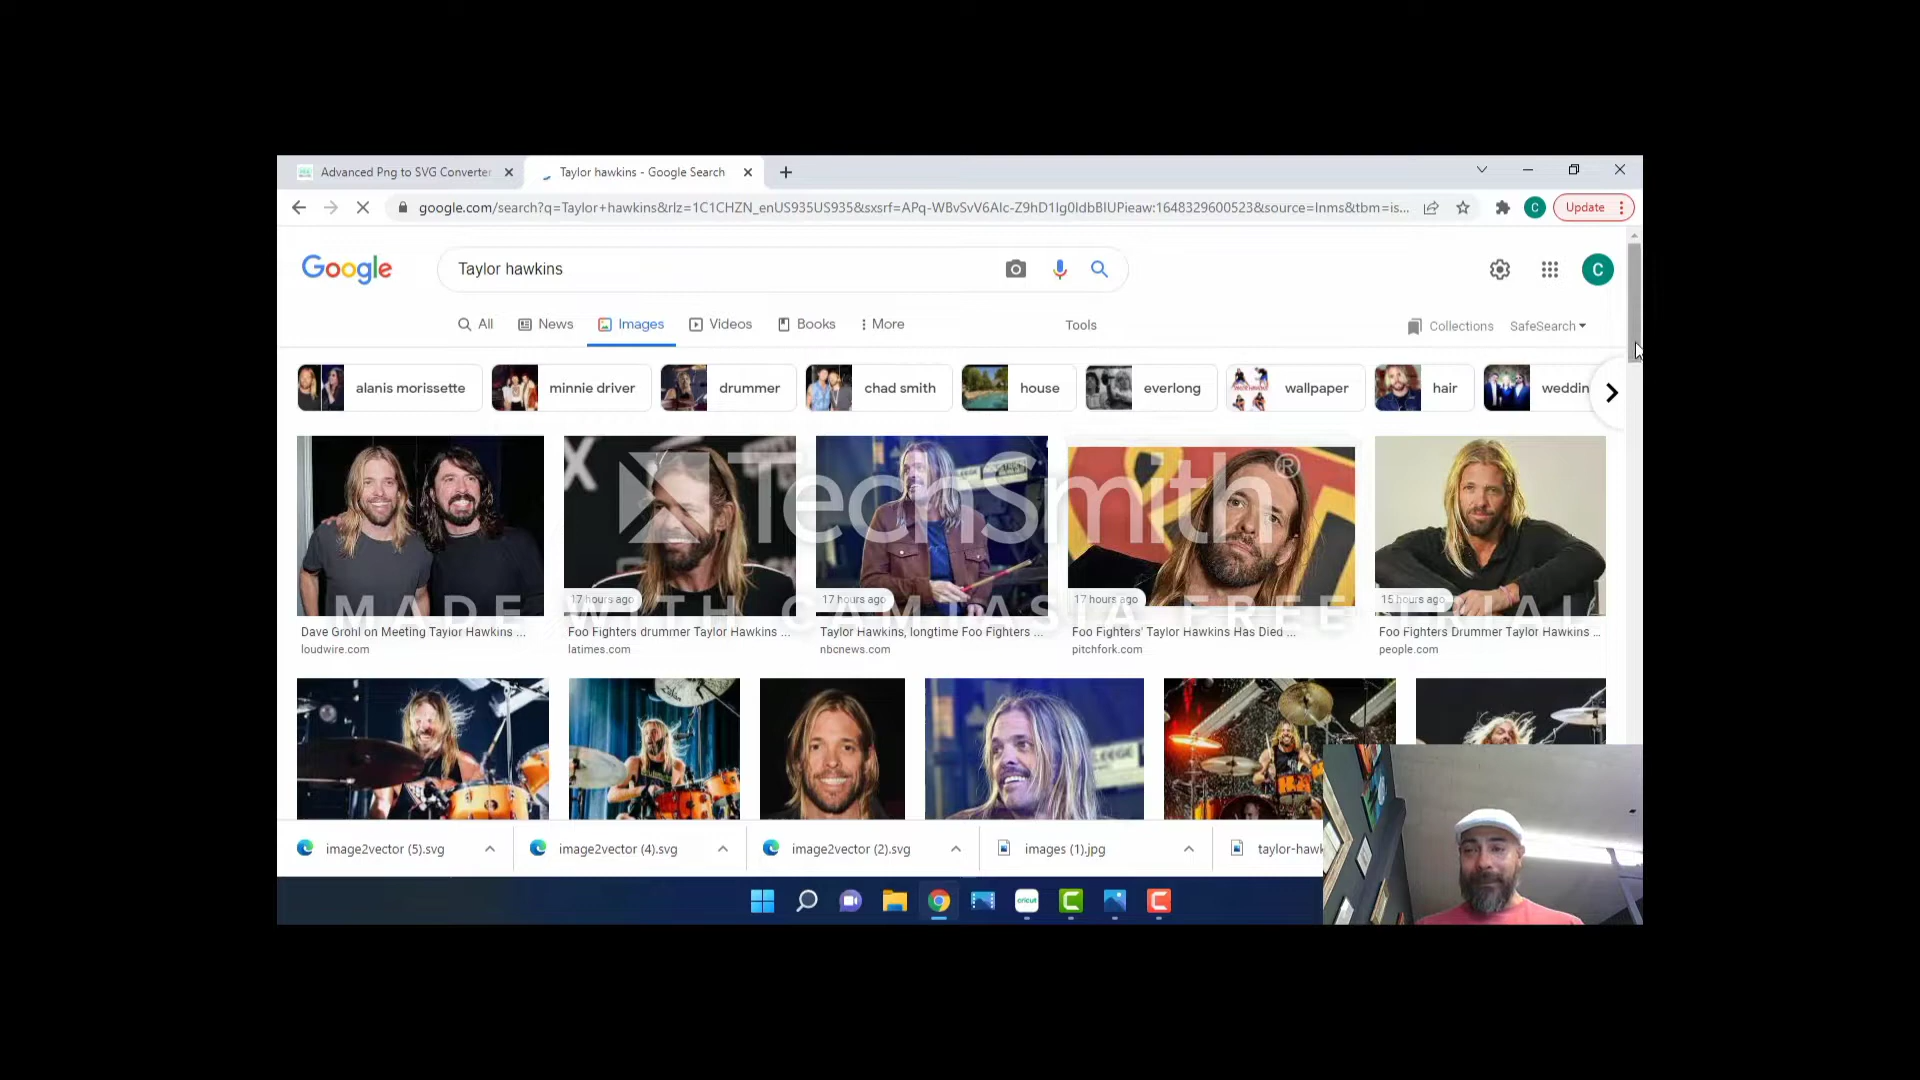 Advanced Png to SVG Converter
Taylor hawkins - Google Search
google.com/search?q=Taylor+hawkins&rlz=1C1CHZN_enUS935US935&sxsrf=APq-WBvSvV6AIc-Z9hD1Ig0IdbBIUPieaw:1648329600523&source=lnms&tbm=is...
C
Update
Google
Taylor hawkins
C
All
News
Images
Videos
Books
More
Tools
Collections
SafeSearch
alanis morissette
minnie driver
drummer
chad smith
house
everlong
wallpaper
hair
weddin
TechSmith®
17 hours ago
17 hours ago
17 hours ago
15 hours ago
MADE WITH CAMTASIA FREE TRIAL
Dave Grohl on Meeting Taylor Hawkins ...
loudwire.com
Foo Fighters drummer Taylor Hawkins ...
latimes.com
Taylor Hawkins, longtime Foo Fighters ...
nbcnews.com
Foo Fighters' Taylor Hawkins Has Died ...
pitchfork.com
Foo Fighters Drummer Taylor Hawkins ...
people.com
image2vector (5).svg
image2vector (4).svg
image2vector (2).svg
images (1).jpg
taylor-hawk
cricut